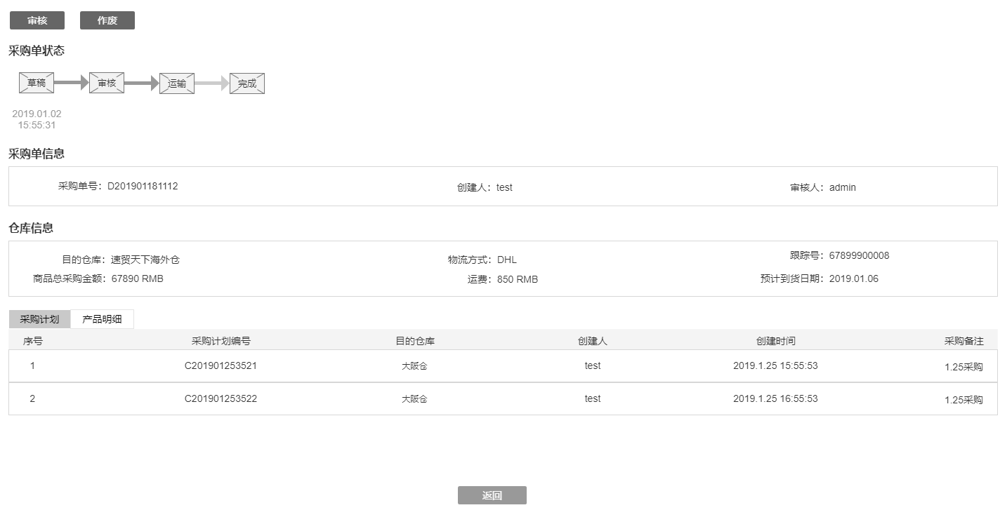 审核 作废
采购单状态
草稿 审核 运输 完成
2019.01.02
15:55:31
采购单信息
采购单号：D201901181112 创建人：test 审核人：admin
仓库信息
目的仓库：速贸天下海外仓 物流方式：DHL 跟踪号：67899900008
商品总采购金额：67890 RMB 运费：850 RMB 预计到货日期：2019.01.06
采购计划 产品明细
序号 采购计划编号 目的仓库 创建人 创建时间 采购备注
1 C201901253521 大阪仓 test 2019.1.25 15:55:53 1.25采购
2 C201901253522 大阪仓 test 2019.1.25 16:55:53 1.25采购
返回